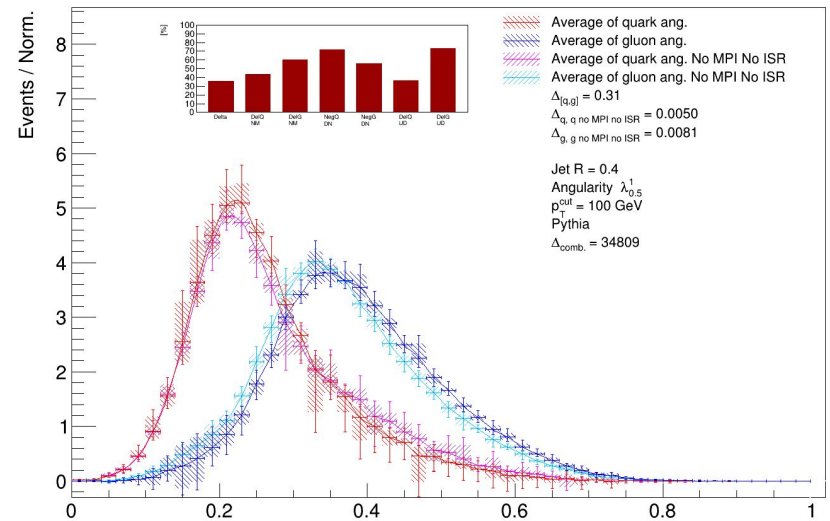 Events / Norm.
8
7
6
5
4
3
2
1
0
0 0.2 0.4 0.6 0.8 1
[%]
100
90
80
70
60
50
40
30
20
10
0
Delta DelQ DelG NegQ NegG DelQ DelG
NM NM DN DN UD UD
Average of quark ang.
Average of gluon ang.
Average of quark ang. No MPI No ISR
Average of gluon ang. No MPI No ISR
Δ[q,g] = 0.31
Δq, q no MPI no ISR = 0.0050
Δg, g no MPI no ISR = 0.0081
Jet R = 0.4
Angularity λ¹0.5
pTcut = 100 GeV
Pythia
Δcomb. = 34809